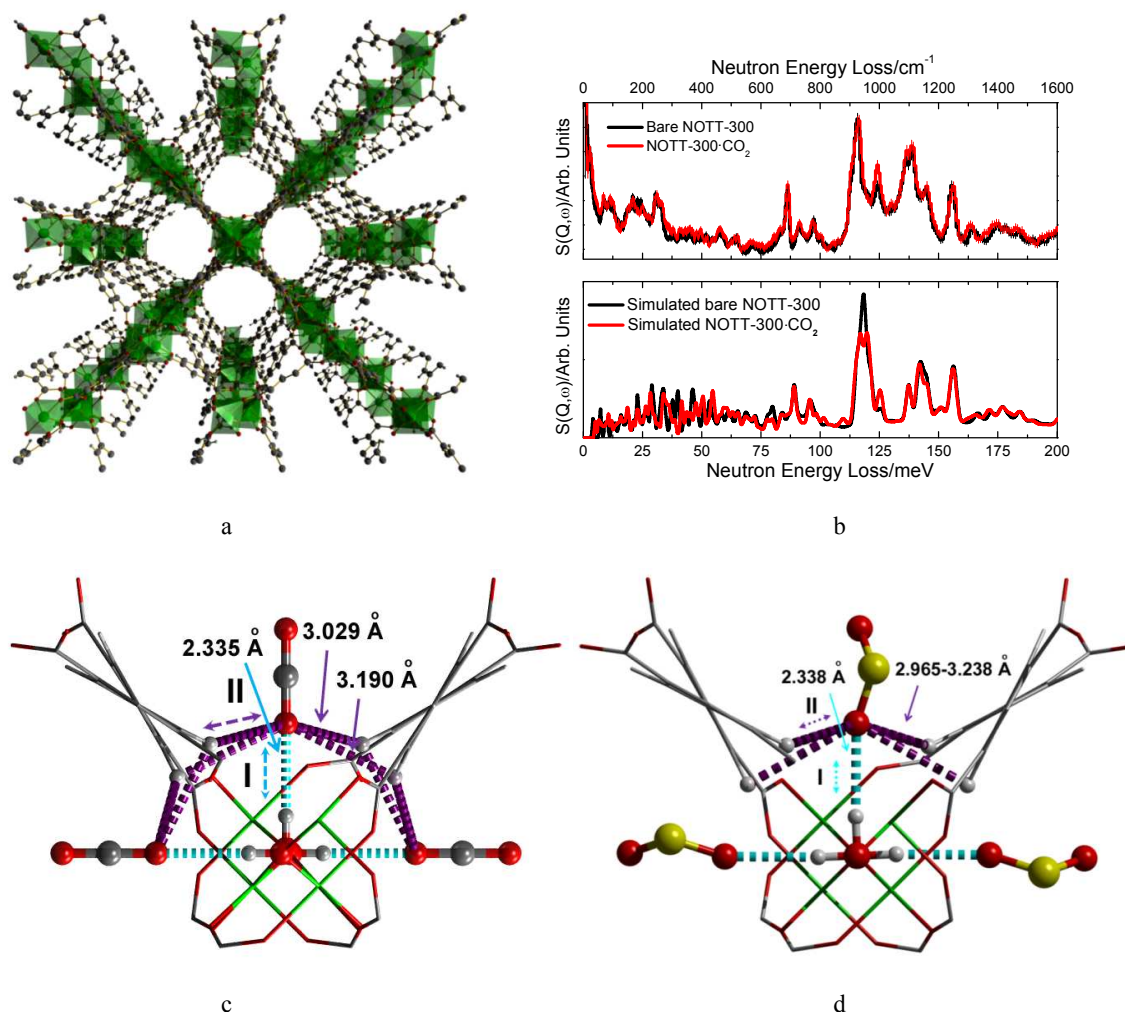 Neutron Energy Loss/cm-1
0 200 400 600 800 1000 1200 1400 1600
S(Q,ω)/Arb. Units
Bare NOTT-300
NOTT-300·CO2
S(Q,ω)/Arb. Units
Simulated bare NOTT-300
Simulated NOTT-300·CO2
0 25 50 75 100 125 150 175 200
Neutron Energy Loss/meV
a
b
2.335 Å
3.029 Å
3.190 Å
II
I
2.338 Å
2.965-3.238 Å
II
I
c
d